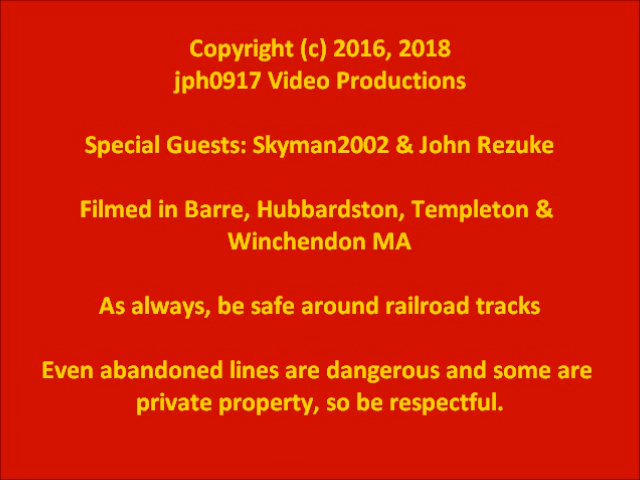 Copyright (c) 2016, 2018
jph0917 Video Productions
Special Guests: Skyman2002 & John Rezuke
Filmed in Barre, Hubbardston, Templeton &
Winchendon MA
As always, be safe around railroad tracks
Even abandoned lines are dangerous and some are
private property, so be respectful.